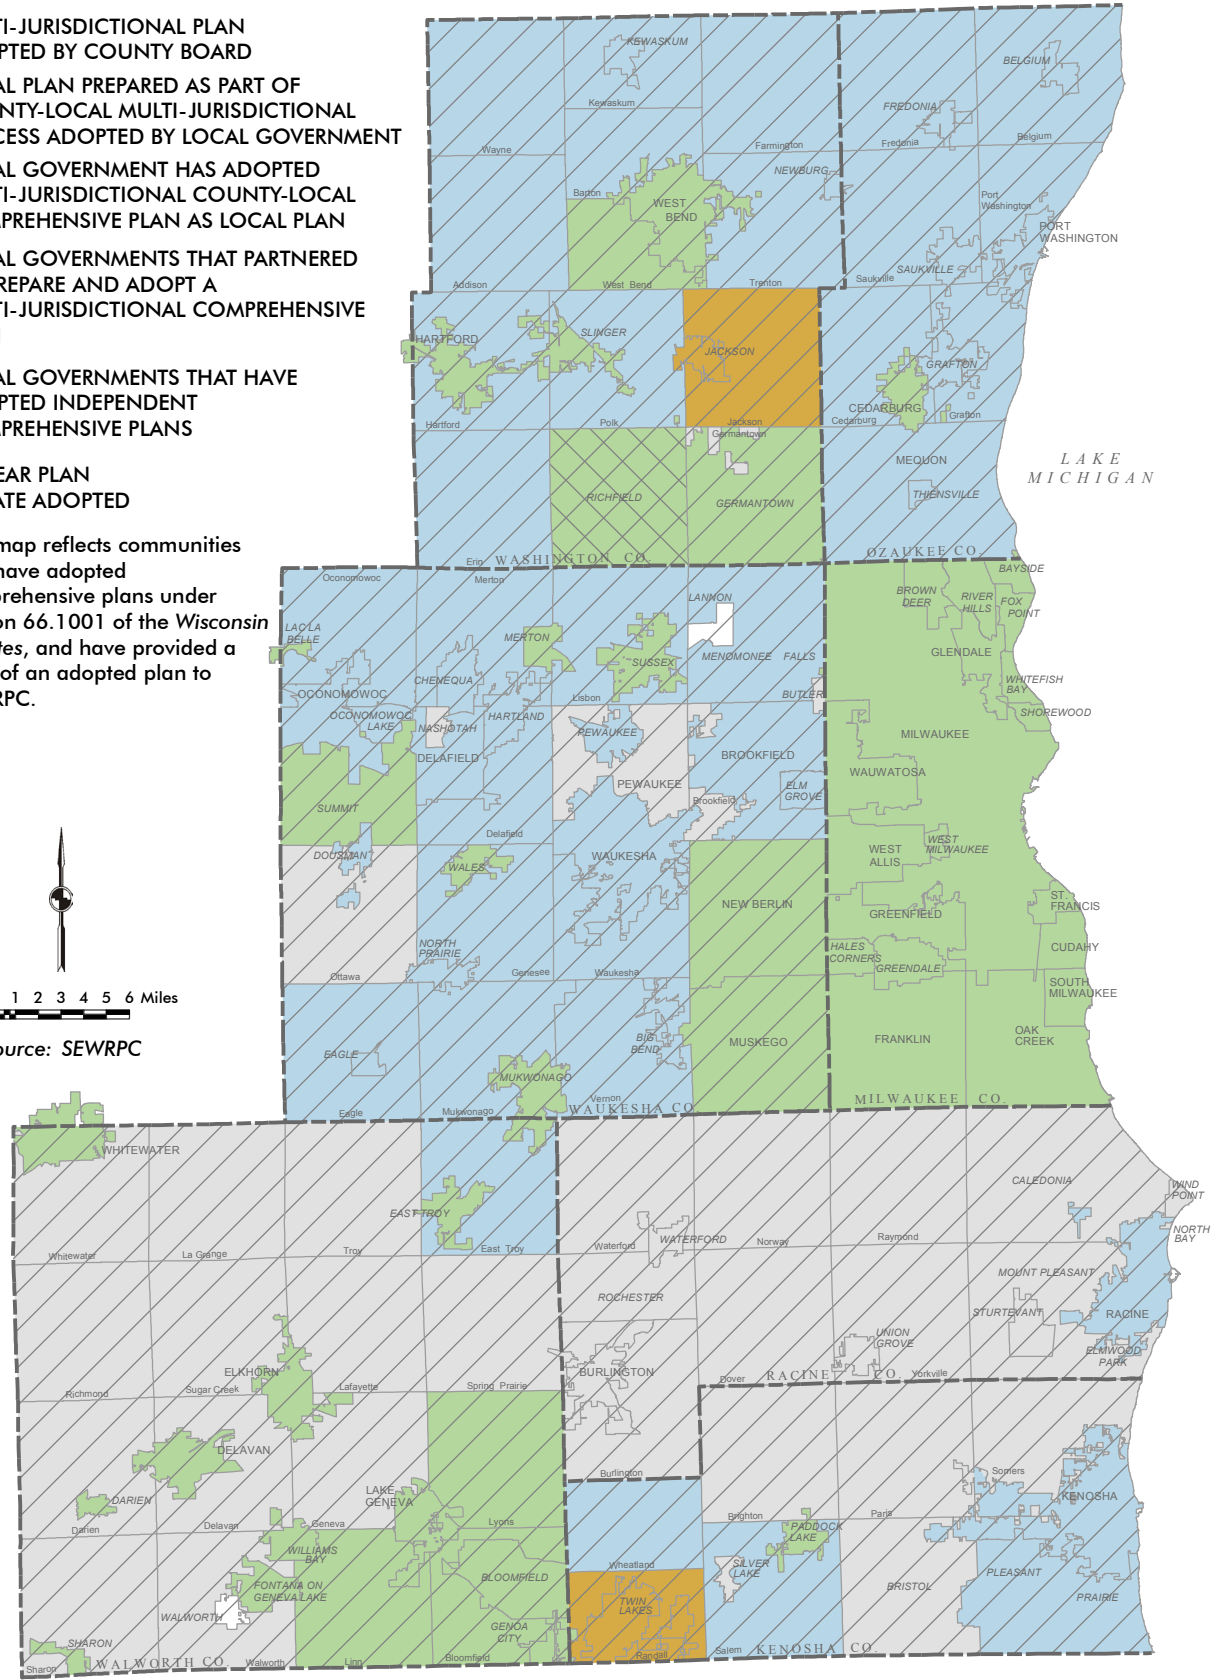 TI-JURISDICTIONAL PLAN
PTED BY COUNTY BOARD
AL PLAN PREPARED AS PART OF
NTY-LOCAL MULTI-JURISDICTIONAL
CESS ADOPTED BY LOCAL GOVERNMENT
AL GOVERNMENT HAS ADOPTED
TI-JURISDICTIONAL COUNTY-LOCAL
MPREHENSIVE PLAN AS LOCAL PLAN
AL GOVERNMENTS THAT PARTNERED
REPARE AND ADOPT A
TI-JURISDICTIONAL COMPREHENSIVE
AL GOVERNMENTS THAT HAVE
PTED INDEPENDENT
MPREHENSIVE PLANS
EAR PLAN
ATE ADOPTED
map reflects communities
have adopted
prehensive plans under
on 66.1001 of the Wisconsin
tes, and have provided a
of an adopted plan to
RPC.
1 2 3 4 5 6 Miles
ource: SEWRPC
KEWASKUM
Kewaskum
Wayne
Farmington
NEWBURG
Barton
WEST
BEND
Addison
West Bend
Trenton
BELGIUM
FREDONIA
Fredonia
Belgium
Port
Washington
PORT
WASHINGTON
SAUKVILLE
Saukville
HARTFORD
SLINGER
JACKSON
GRAFTON
CEDARBURG
Hartford
Polk
Jackson
Cedarburg
Grafton
Germantown
RICHFIELD
GERMANTOWN
MEQUON
THIENSVILLE
LAKE
MICHIGAN
Erin
WASHINGTON CO.
OZAUKEE CO.
Oconomowoc
Merton
LANNON
LAC LA
BELLE
MERTON
SUSSEX
MENOMONEE FALLS
CHENEQUA
OCONOMOWOC
Lisbon
BUTLER
OCONOMOWOC
LAKE
NASHOTAH
HARTLAND
PEWAUKEE
DELAFIELD
BROOKFIELD
PEWAUKEE
ELM
GROVE
Brookfield
SUMMIT
Delafield
DOUSMAN
WALES
WAUKESHA
NEW BERLIN
NORTH
PRAIRIE
Ottawa
Genesee
Waukesha
EAGLE
BIG
BEND
MUSKEGO
MUKWONAGO
Eagle
Mukwonago
Vernon
WAUKESHA CO.
BAYSIDE
BROWN
DEER
RIVER
HILLS
FOX
POINT
GLENDALE
WHITEFISH
BAY
SHOREWOOD
MILWAUKEE
WAUWATOSA
WEST
ALLIS
WEST
MILWAUKEE
ST.
FRANCIS
GREENFIELD
CUDAHY
HALES
CORNERS
GREENDALE
SOUTH
MILWAUKEE
FRANKLIN
OAK
CREEK
MILWAUKEE CO.
WHITEWATER
EAST TROY
Whitewater
La Grange
Troy
East Troy
ELKHORN
Richmond
Sugar Creek
Lafayette
Spring Prairie
DELAVAN
LAKE
GENEVA
DARIEN
Darien
Delavan
Geneva
Lyons
WILLIAMS
BAY
FONTANA ON
GENEVA LAKE
BLOOMFIELD
WALWORTH
GENOA
CITY
SHARON
Sharon
WALWORTH CO.
Walworth
Linn
Bloomfield
CALEDONIA
WIND
POINT
NORTH
BAY
Waterford
WATERFORD
Norway
Raymond
ROCHESTER
MOUNT PLEASANT
STURTEVANT
RACINE
UNION
GROVE
ELMWOOD
PARK
BURLINGTON
Dover
RACINE CO.
Yorkville
Burlington
Somers
KENOSHA
Brighton
Paris
PADDOCK
LAKE
Wheatland
SILVER
LAKE
PLEASANT
PRAIRIE
BRISTOL
TWIN
LAKES
Randall
Salem
KENOSHA CO.